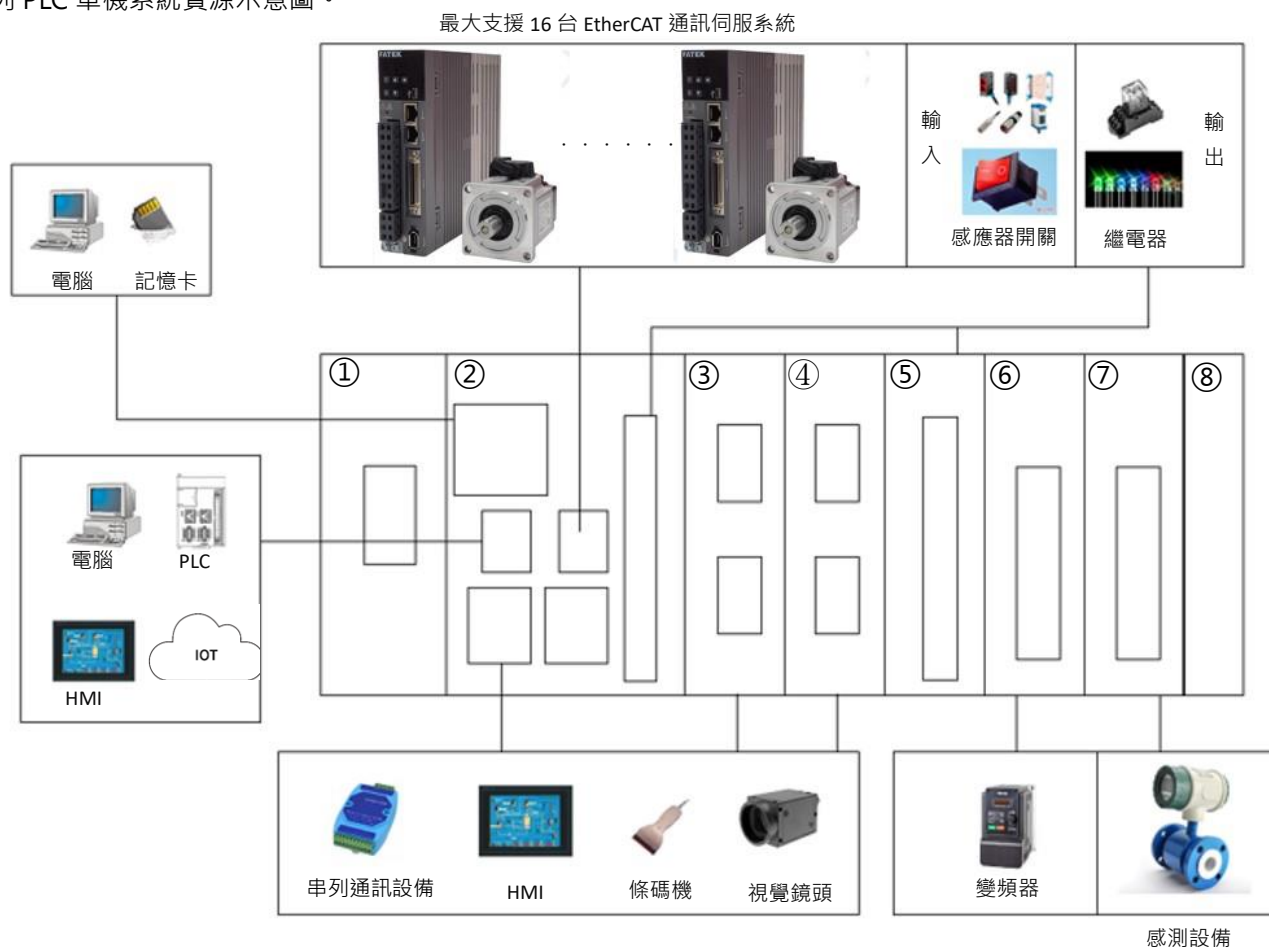 PLC 單機系統資源示意圖。
最大支援 16 台 EtherCAT 通訊伺服系統
FATEK
FATEK
· · · · · ·
輸入
感應器開關
繼電器
輸出
電腦
記憶卡
①
②
③
④
⑤
⑥
⑦
⑧
電腦
PLC
HMI
IOT
串列通訊設備
HMI
條碼機
視覺鏡頭
變頻器
感測設備